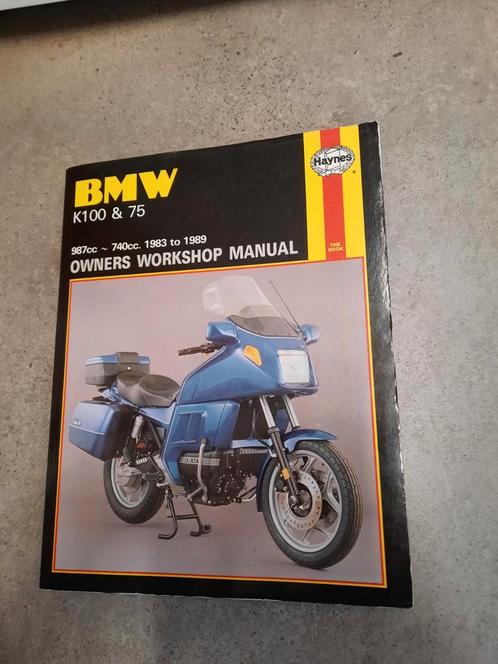 BMW
K100 & 75
987cc ~ 740cc. 1983 to 1989
OWNERS WORKSHOP MANUAL
Haynes
®
THE
BOOK